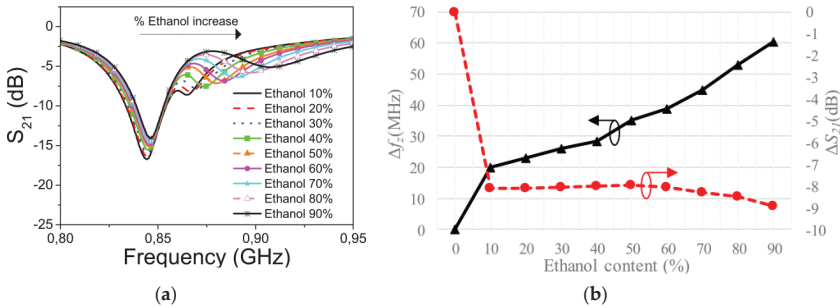 (a)
% Ethanol increase
S21 (dB)
0
-5
-10
-15
-20
-25
Ethanol 10%
Ethanol 20%
Ethanol 30%
Ethanol 40%
Ethanol 50%
Ethanol 60%
Ethanol 70%
Ethanol 80%
Ethanol 90%
0,80 0,85 0,90 0,95
Frequency (GHz)
(b)
Δfz(MHz)
70
60
50
40
30
20
10
0
0 10 20 30 40 50 60 70 80 90
Ethanol content (%)
0
-1
-2
-3
-4
-5
-6
-7
-8
-9
-10
ΔS21(dB)
(a)
(b)